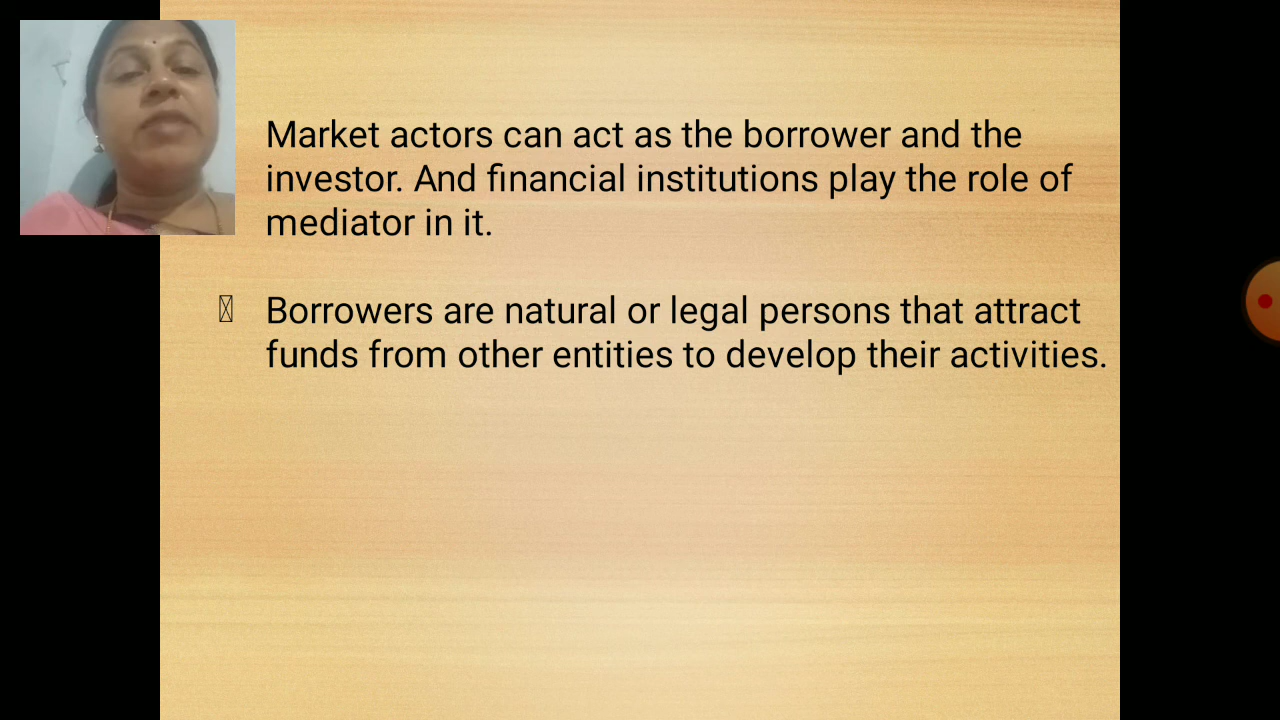 Market actors can act as the borrower and the
investor. And financial institutions play the role of
mediator in it.
Borrowers are natural or legal persons that attract
funds from other entities to develop their activities.